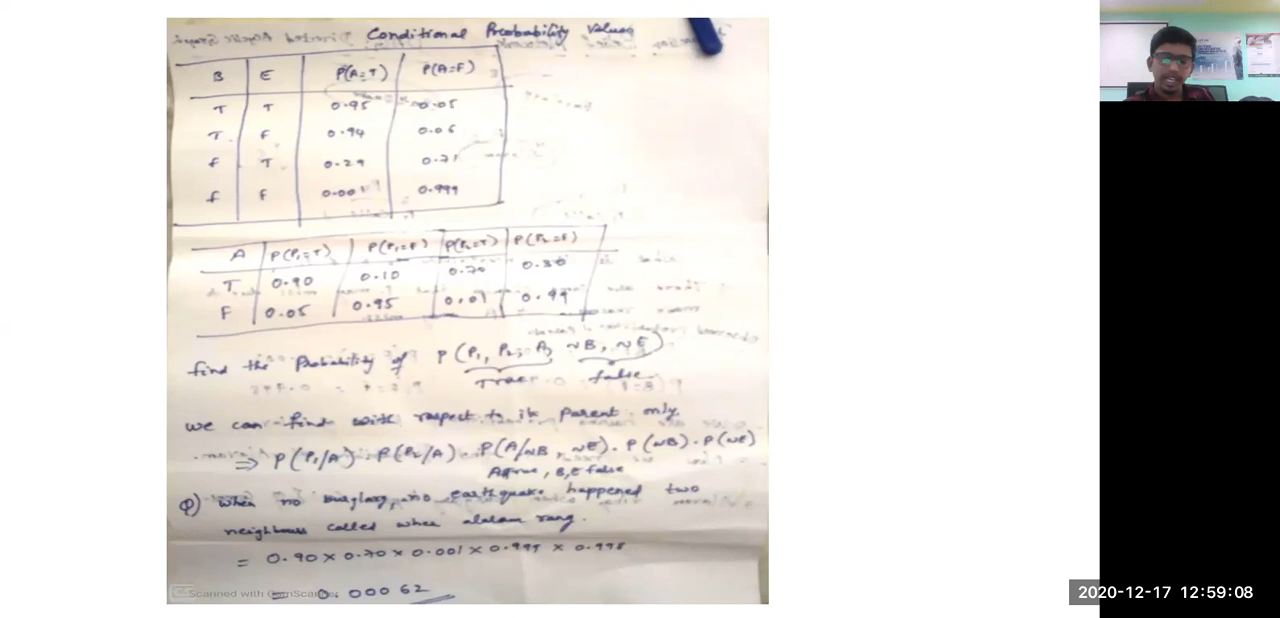 Conditional Probability Values
B E P(A=T) P(A=F)
T T 0.95 0.05
T F 0.94 0.06
f T 0.29 0.71
f F 0.001 0.999
A P(P₁=T) P(P₁=F) P(P₂=T) P(P₂=F)
T 0.90 0.10 0.70 0.30
F 0.05 0.95 0.01 0.99
find the Probability of P(P₁, P₂, A, ~B, ~E)
True false
we can find with respect to its parent only
⇒ P(P₁/A) P(P₂/A) · P(A/~B, ~E) · P(~B) · P(~E)
A true, B, E false
Q) when no burglary, no earthquake happened two
neighbours called when alaram rang.
= 0.90 x 0.70 x 0.001 x 0.999 x 0.998
= 0.00062
Scanned with CamScanner
2020-12-17 12:59:08